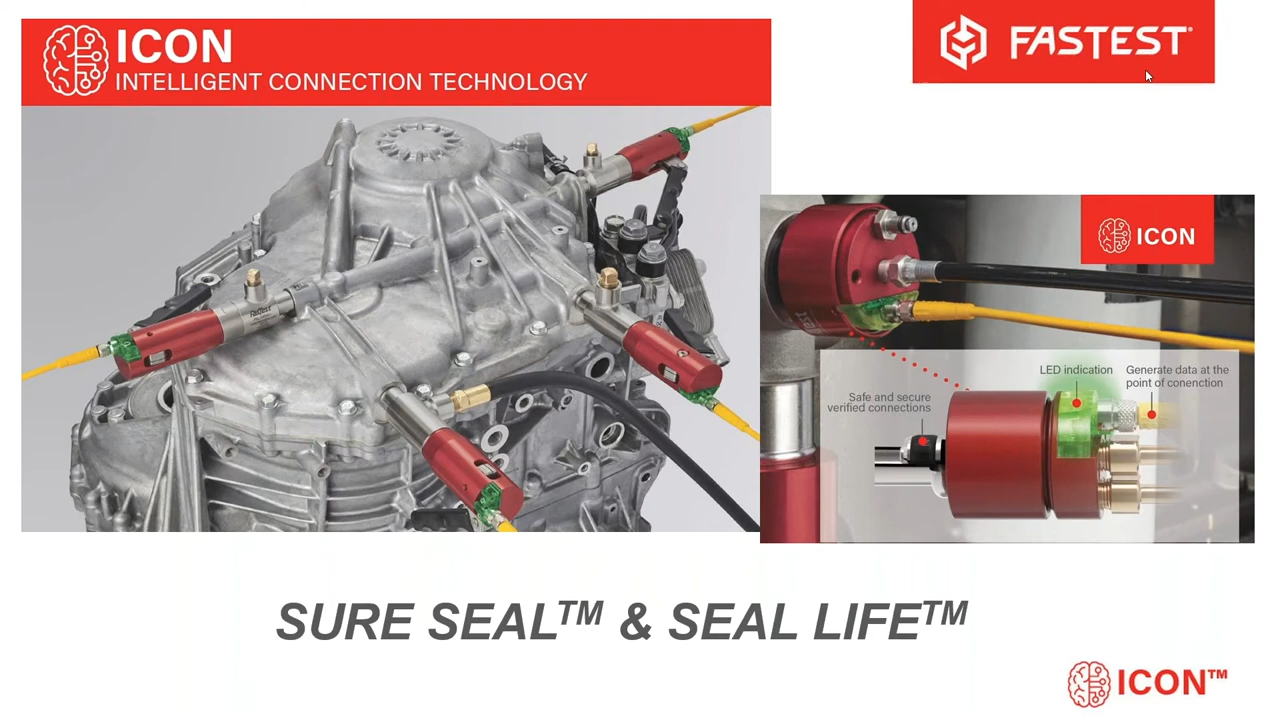 ICON
INTELLIGENT CONNECTION TECHNOLOGY
FASTEST®
ICON
LED indication
Generate data at the
point of conenction
Safe and secure
verified connections
SURE SEAL™ & SEAL LIFE™
ICON™